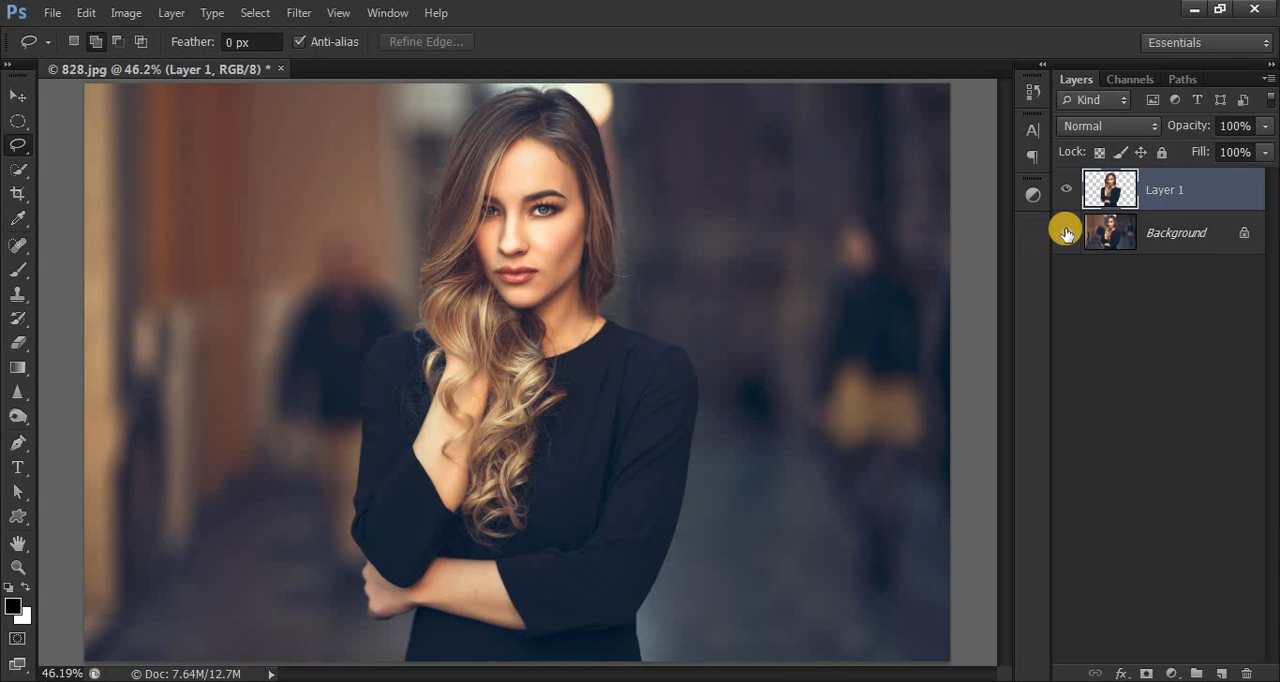 Ps File Edit Image Layer Type Select Filter View Window Help
Feather: 0 px Anti-alias Refine Edge... Essentials
© 828.jpg @ 46.2% (Layer 1, RGB/8) * ×
Layers Channels Paths
Kind
Normal Opacity: 100%
Lock: Fill: 100%
Layer 1
Background
46.19% © Doc: 7.64M/12.7M